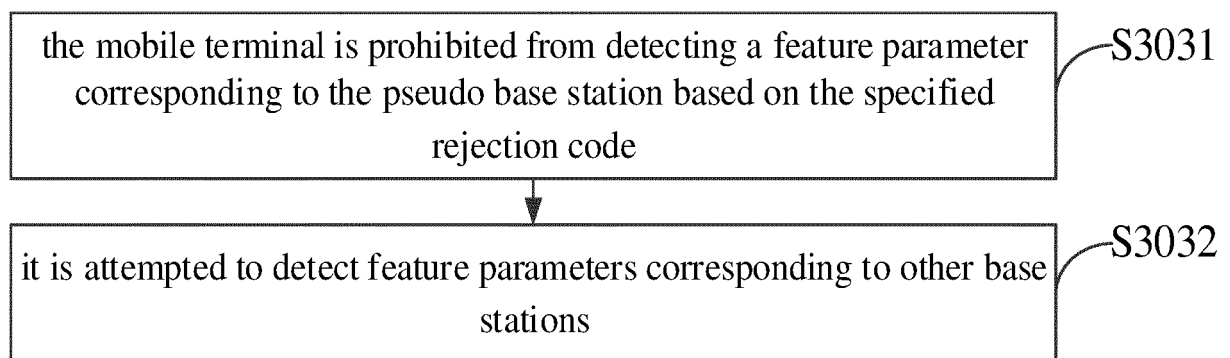 the mobile terminal is prohibited from detecting a feature parameter
corresponding to the pseudo base station based on the specified
rejection code
S3031
it is attempted to detect feature parameters corresponding to other base
stations
S3032